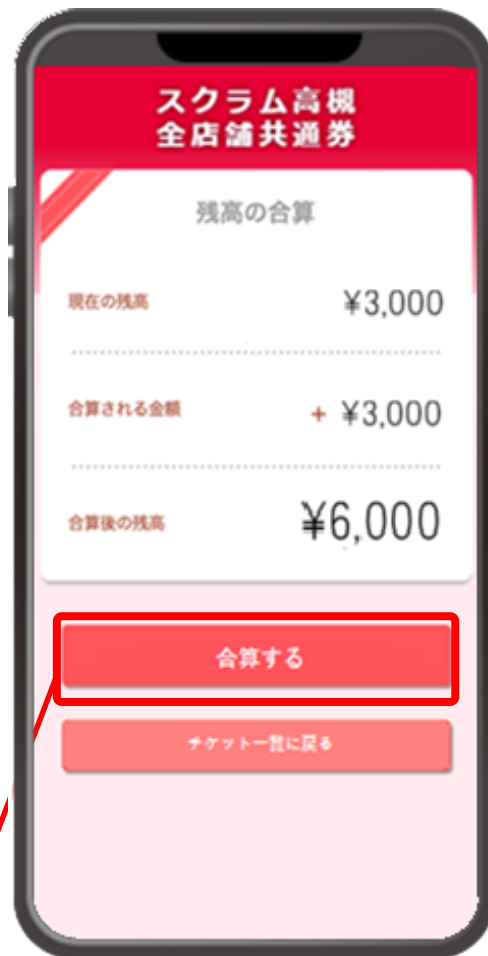 スクラム高槻
全店舗共通券
残高の合算
現在の残高 ¥3,000
合算される金額 + ¥3,000
合算後の残高 ¥6,000
合算する
チケット一覧に戻る